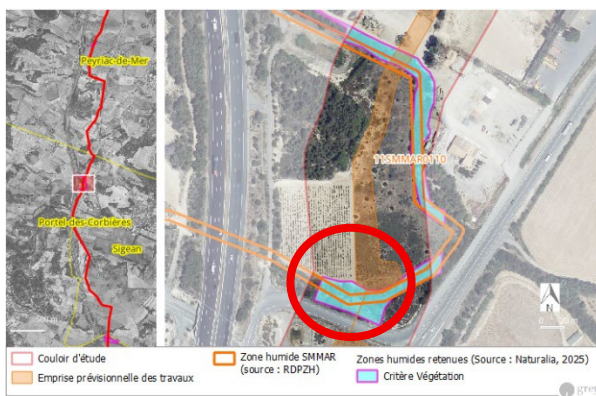 Peyriac-de-Mer
Portel-des-Corbières
Sigean
11SMMAR0110
N
Couloir d'étude
Emprise prévisionnelle des travaux
Zone humide SMMAR
(source : RDPZH)
Zones humides retenues (Source : Naturalia, 2025)
Critère Végétation